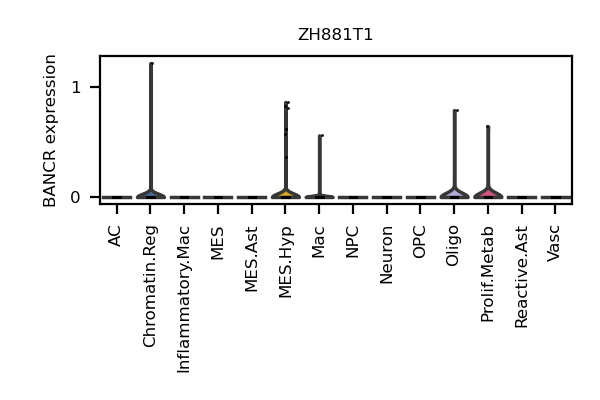 ZH881T1
BANCR expression
1
0
AC
Chromatin.Reg
Inflammatory.Mac
MES
MES.Ast
MES.Hyp
Mac
NPC
Neuron
OPC
Oligo
Prolif.Metab
Reactive.Ast
Vasc